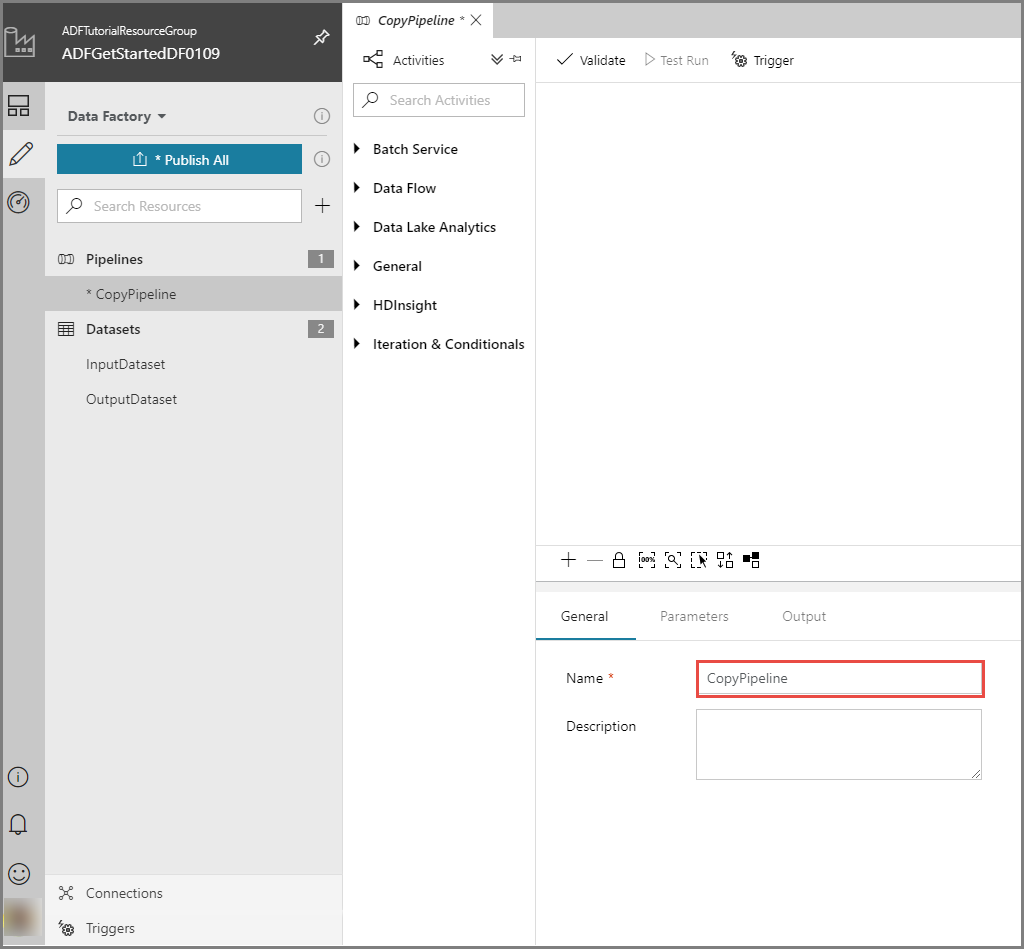 ADFTutorialResourceGroup
ADFGetStartedDF0109
Data Factory
* Publish All
Search Resources
Pipelines 1
* CopyPipeline
Datasets 2
InputDataset
OutputDataset
Connections
Triggers
CopyPipeline *
Activities
Search Activities
Batch Service
Data Flow
Data Lake Analytics
General
HDInsight
Iteration & Conditionals
Validate Test Run Trigger
100%
General Parameters Output
Name * CopyPipeline
Description